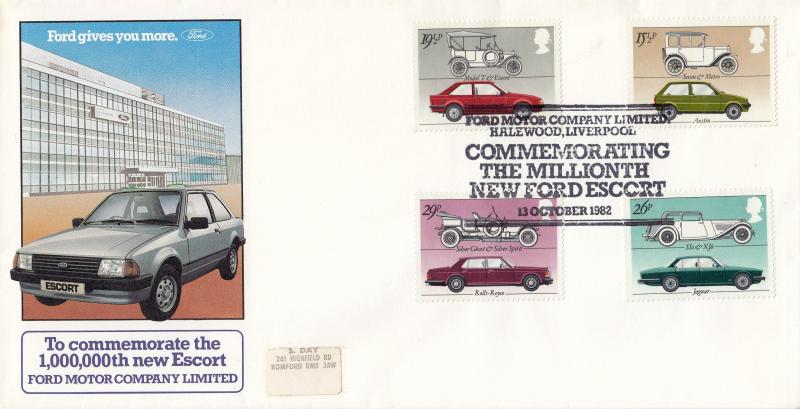 Ford gives you more. Ford
ESCORT
To commemorate the
1,000,000th new Escort
FORD MOTOR COMPANY LIMITED
S. DAY
241 HIGHFIELD RD
ROMFORD RM5 3AW
19½P
Model T & Escort
15½P
Seven & Metro
Austin
FORD MOTOR COMPANY LIMITED
HALEWOOD, LIVERPOOL
COMMEMORATING
THE MILLIONTH
NEW FORD ESCORT
13 OCTOBER 1982
29P
Silver Ghost & Silver Spirit
Rolls-Royce
26P
SS1 & XJ6
Jaguar